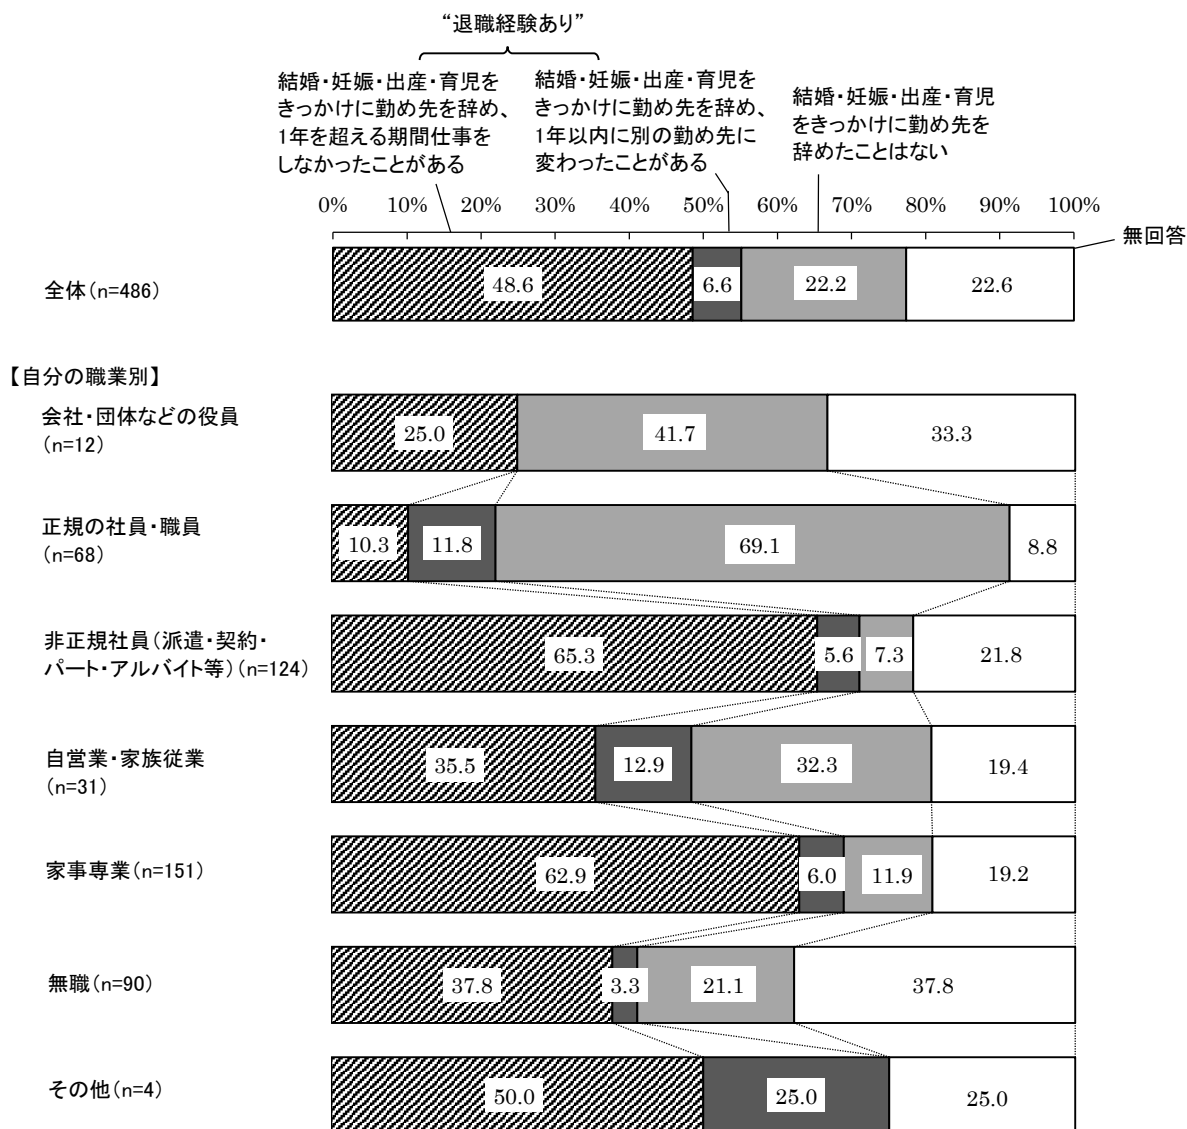 “退職経験あり”
結婚・妊娠・出産・育児を
きっかけに勤め先を辞め、
1年を超える期間仕事を
しなかったことがある
結婚・妊娠・出産・育児を
きっかけに勤め先を辞め、
1年以内に別の勤め先に
変わったことがある
結婚・妊娠・出産・育児
をきっかけに勤め先を
辞めたことはない
0% 10% 20% 30% 40% 50% 60% 70% 80% 90% 100%
無回答
全体(n=486)
48.6 6.6 22.2 22.6
【自分の職業別】
会社・団体などの役員
(n=12)
25.0 41.7 33.3
正規の社員・職員
(n=68)
10.3 11.8 69.1 8.8
非正規社員(派遣・契約・
パート・アルバイト等)(n=124)
65.3 5.6 7.3 21.8
自営業・家族従業
(n=31)
35.5 12.9 32.3 19.4
家事専業(n=151)
62.9 6.0 11.9 19.2
無職(n=90)
37.8 3.3 21.1 37.8
その他(n=4)
50.0 25.0 25.0